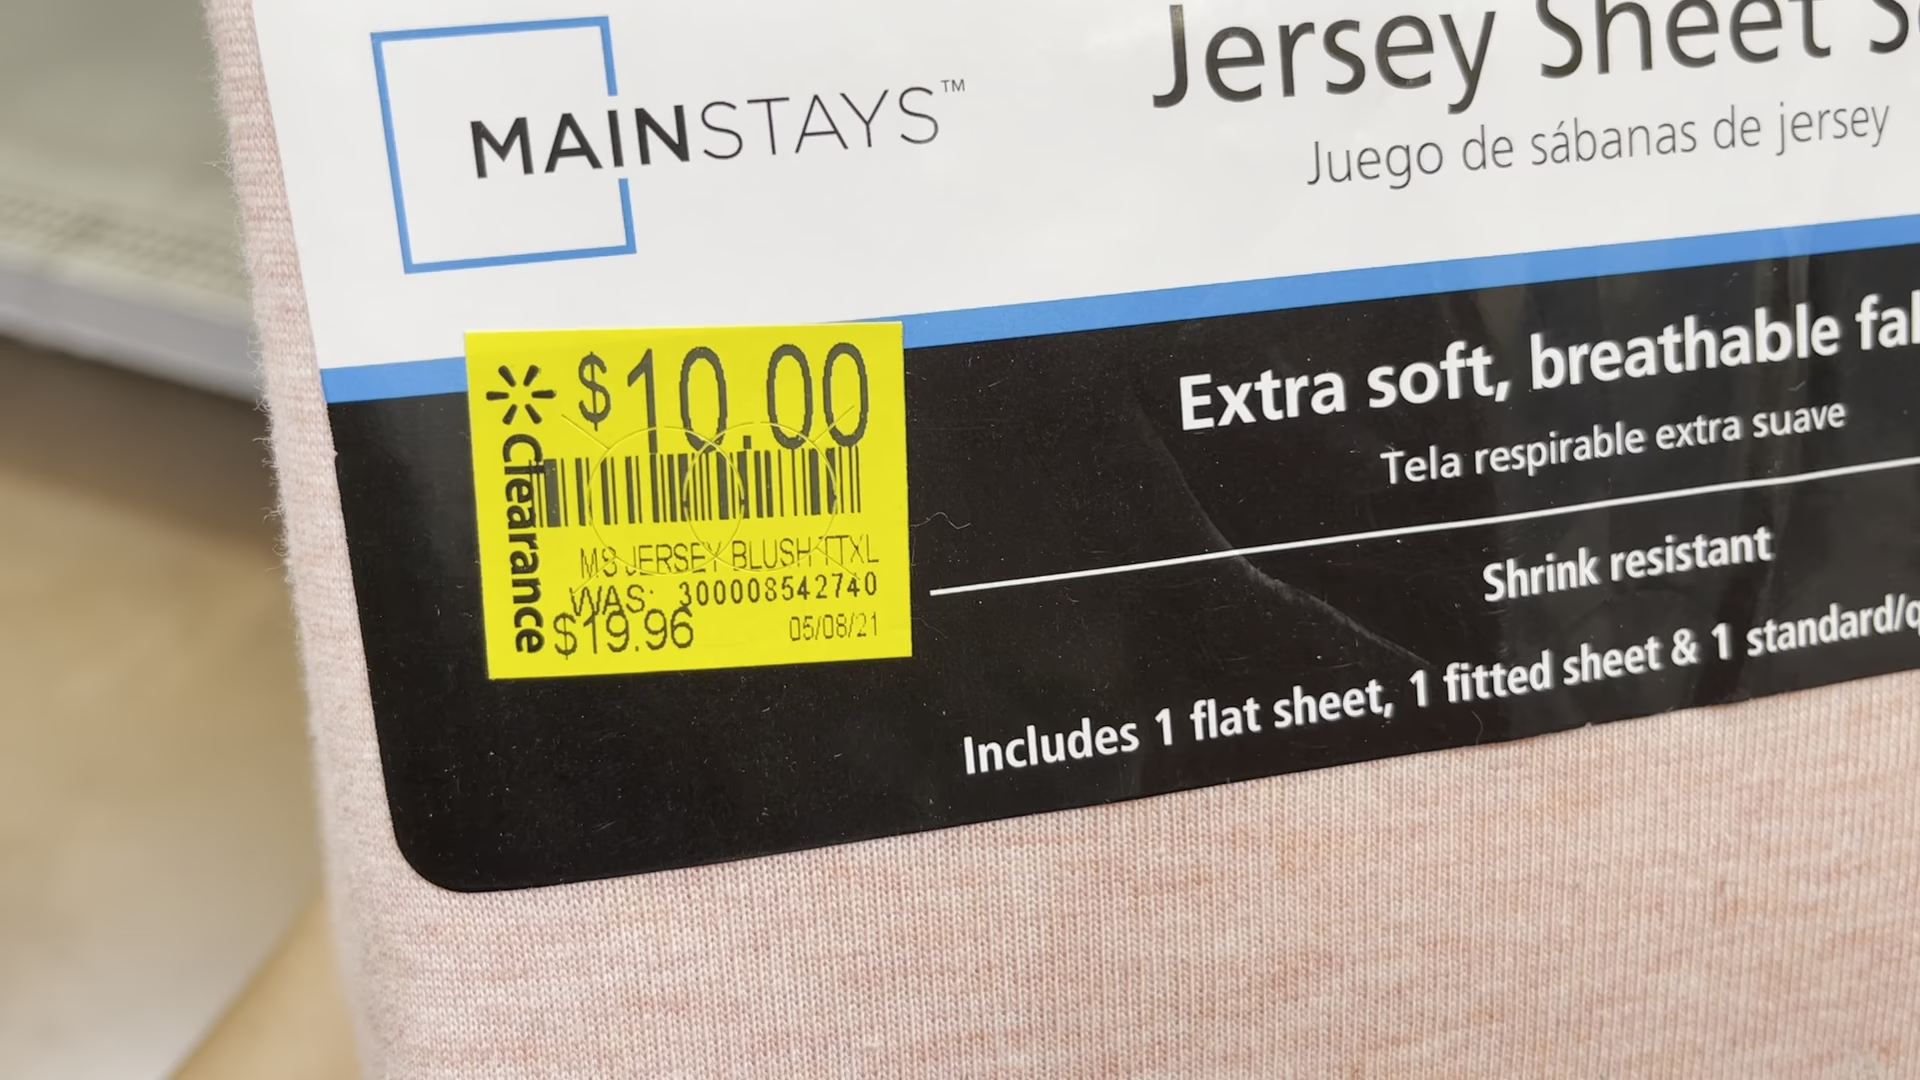 MAINSTAYS™
Jersey Sheet
Juego de sábanas de jersey
Extra soft, breathable
Tela respirable extra suave
Shrink resistant
Includes 1 flat sheet, 1 fitted sheet & 1 standard/
Clearance
$10.00
MS JERSEY BLUSH TTXL
WAS: 300008542740
$19.96 05/08/21